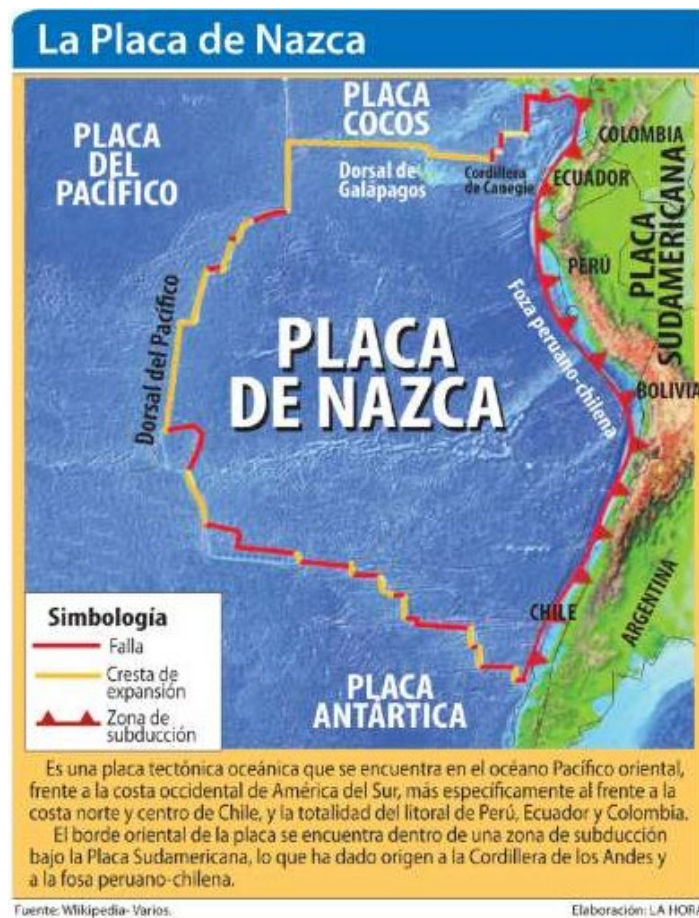 La Placa de Nazca
PLACA
COCOS
PLACA
DEL
PACÍFICO
COLOMBIA
Dorsal de
Galápagos
Cordillera
de Canegie
ECUADOR
PLACA
SUDAMERICANA
PERÚ
Foza peruano-chilena
Dorsal del Pacífico
PLACA
DE NAZCA
BOLIVIA
CHILE
ARGENTINA
PLACA
ANTÁRTICA
Simbología
Falla
Cresta de
expansión
Zona de
subducción
Es una placa tectónica oceánica que se encuentra en el océano Pacífico oriental,
frente a la costa occidental de América del Sur, más específicamente al frente a la
costa norte y centro de Chile, y la totalidad del litoral de Perú, Ecuador y Colombia.
El borde oriental de la placa se encuentra dentro de una zona de subducción
bajo la Placa Sudamericana, lo que ha dado origen a la Cordillera de los Andes y
a la fosa peruano-chilena.
Fuente: Wlikipedia- Varios.
Elaboración: LA HORA